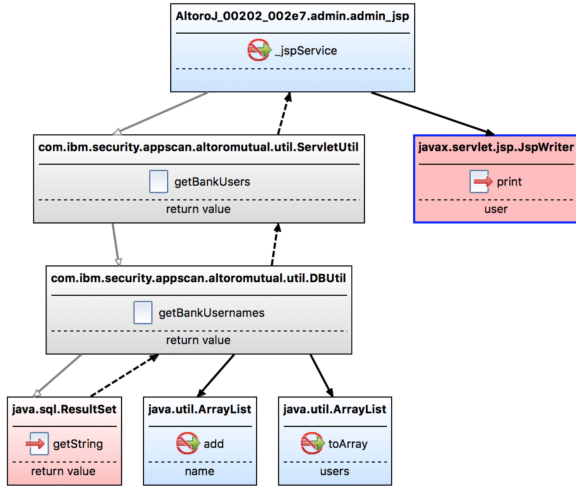 AltoroJ_00202_002e7.admin.admin_jsp
_jspService
com.ibm.security.appscan.altoromutual.util.ServletUtil
getBankUsers
return value
javax.servlet.jsp.JspWriter
print
user
com.ibm.security.appscan.altoromutual.util.DBUtil
getBankUsernames
return value
java.sql.ResultSet
getString
return value
java.util.ArrayList
add
name
java.util.ArrayList
toArray
users